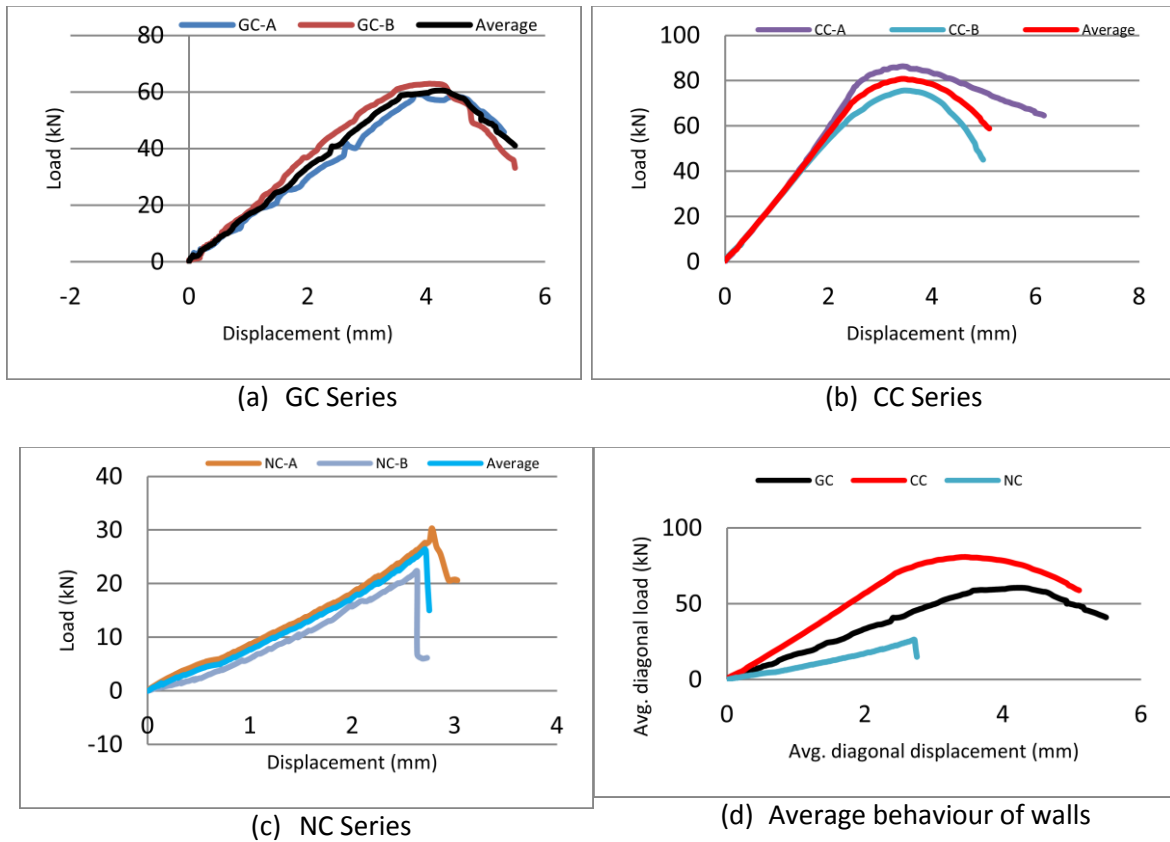 GC-A GC-B Average
80
60
40
20
0
-2 0 2 4 6
Load (kN)
Displacement (mm)
(a) GC Series
CC-A CC-B Average
100
80
60
40
20
0
0 2 4 6 8
Load (kN)
Displacement (mm)
(b) CC Series
NC-A NC-B Average
40
30
20
10
0
-10
0 1 2 3 4
Load (kN)
Displacement (mm)
(c) NC Series
GC CC NC
100
50
0
0 2 4 6
Avg. diagonal load (kN)
Avg. diagonal displacement (mm)
(d) Average behaviour of walls